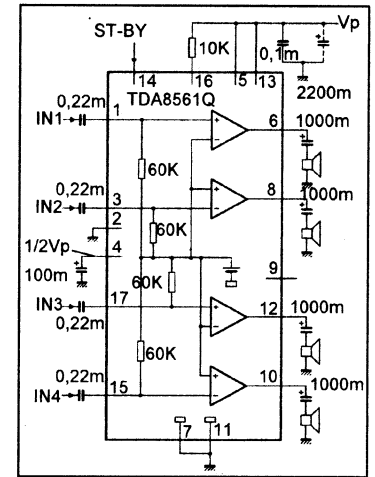 ST-BY
Vp
10K
0,1m
14
16
5
13
TDA8561Q
2200m
0,22m
IN1
1
6
1000m
60K
0,22m
IN2
3
8
1000m
2
60K
1/2Vp
4
100m
9
60K
IN3
17
12
1000m
0,22m
60K
0,22m
IN4
15
10
1000m
7
11